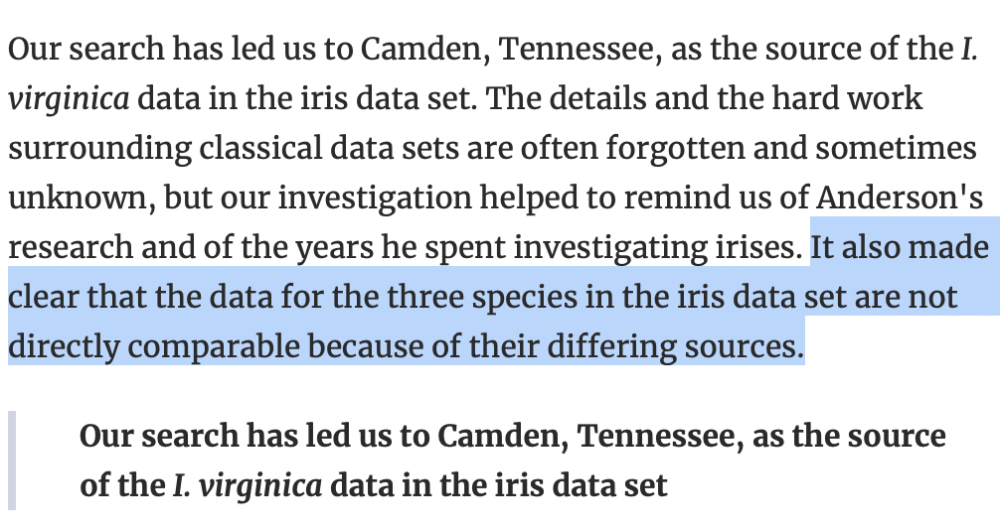 Our search has led us to Camden, Tennessee, as the source of the I.
virginica data in the iris data set. The details and the hard work
surrounding classical data sets are often forgotten and sometimes
unknown, but our investigation helped to remind us of Anderson's
research and of the years he spent investigating irises. It also made
clear that the data for the three species in the iris data set are not
directly comparable because of their differing sources.
Our search has led us to Camden, Tennessee, as the source
of the I. virginica data in the iris data set